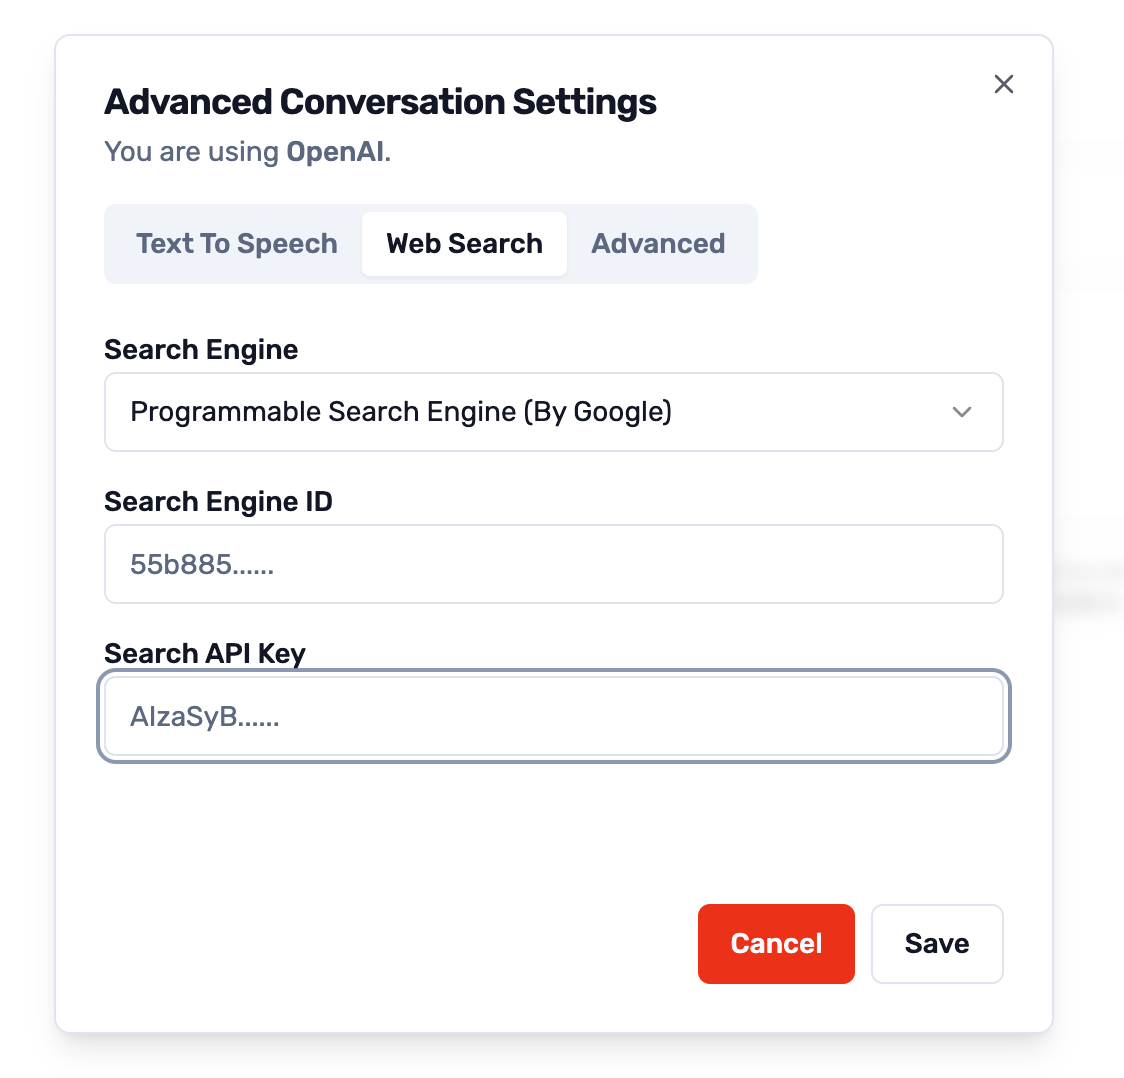 Advanced Conversation Settings
You are using OpenAI.
Text To Speech Web Search Advanced
Search Engine
Programmable Search Engine (By Google)
Search Engine ID
55b885......
Search API Key
AIzaSyB......
Cancel Save